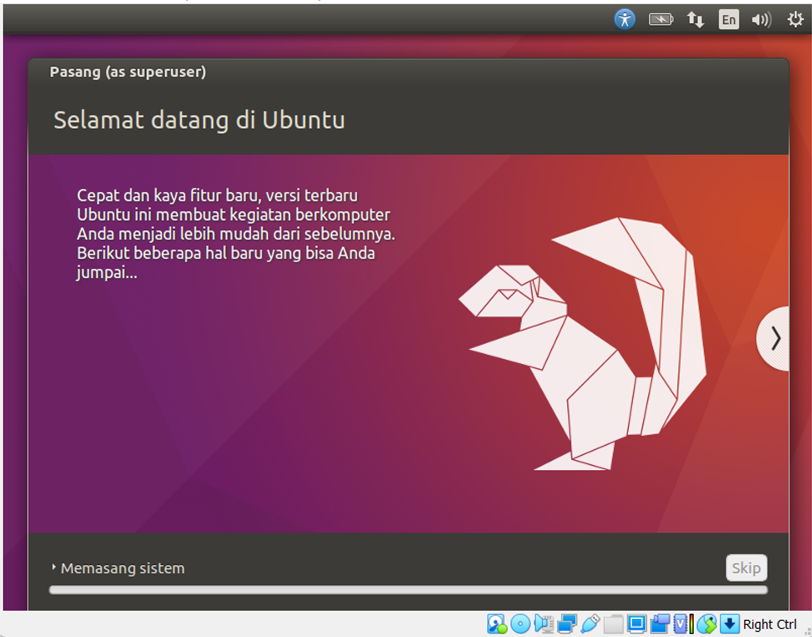 En
Pasang (as superuser)
Selamat datang di Ubuntu
Cepat dan kaya fitur baru, versi terbaru
Ubuntu ini membuat kegiatan berkomputer
Anda menjadi lebih mudah dari sebelumnya.
Berikut beberapa hal baru yang bisa Anda
jumpai...
Memasang sistem
Skip
Right Ctrl